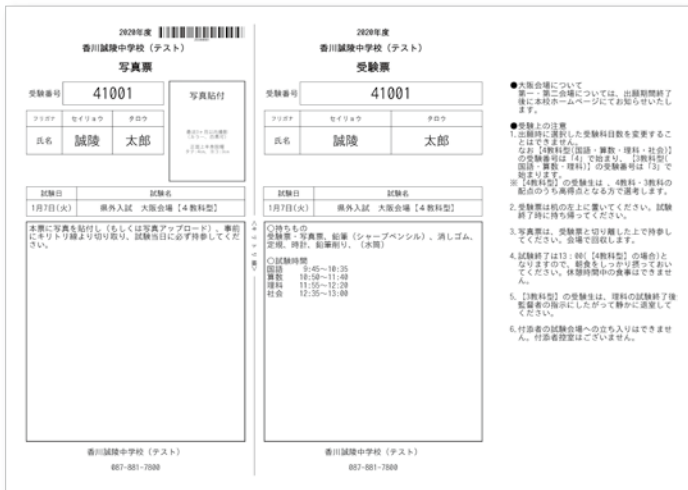 2020年度
香川誠陵中学校（テスト）
写真票
受験番号
41001
写真貼付
フリガナ
セイリョウ
タロウ
氏名
誠陵
太郎
試験日
試験名
1月7日(火)
県外入試 大阪会場【4教科型】
本票に写真を貼付し（もしくは写真アップロード）、事前
にキリトリ線より切り取り、試験当日に必ず持参してくだ
さい。
香川誠陵中学校（テスト）
087-881-7800
2020年度
香川誠陵中学校（テスト）
受験票
受験番号
41001
フリガナ
セイリョウ
タロウ
氏名
誠陵
太郎
試験日
試験名
1月7日(火)
県外入試 大阪会場【4教科型】
○持ちもの
受験票・写真票、鉛筆（シャープペンシル）、消しゴム、
定規、時計、鉛筆削り、（水筒）
○試験時間
国語 9:45～10:35
算数 10:50～11:40
理科 11:55～12:20
社会 12:35～13:00
香川誠陵中学校（テスト）
087-881-7800
●大阪会場について
第一・第二会場については、出願期間終了
後に本校ホームページにてお知らせいたし
ます。
●受験上の注意
1.出願時に選択した受験科目数を変更するこ
とはできません。
なお【4教科型(国語・算数・理科・社会)】
の受験番号は「4」で始まり、【3教科型(
国語・算数・理科)】の受験番号は「3」で
始まります。
※【4教科型】の受験生は、4教科・3教科の
配点のうち高得点となる方で選考します。
2.受験票は机の左上に置いてください。試験
終了時に持ち帰ってください。
3.写真票は、受験票と切り離した上で持参し
てください。会場で回収します。
4.試験終了は13:00(【4教科型】の場合)と
なりますので、朝食をしっかり摂っておい
てください。休憩時間中の食事はできませ
ん。
5.【3教科型】の受験生は、理科の試験終了後
監督者の指示にしたがって静かに退室して
ください。
6.付添者の試験会場への立ち入りはできませ
ん。付添者控室はございません。